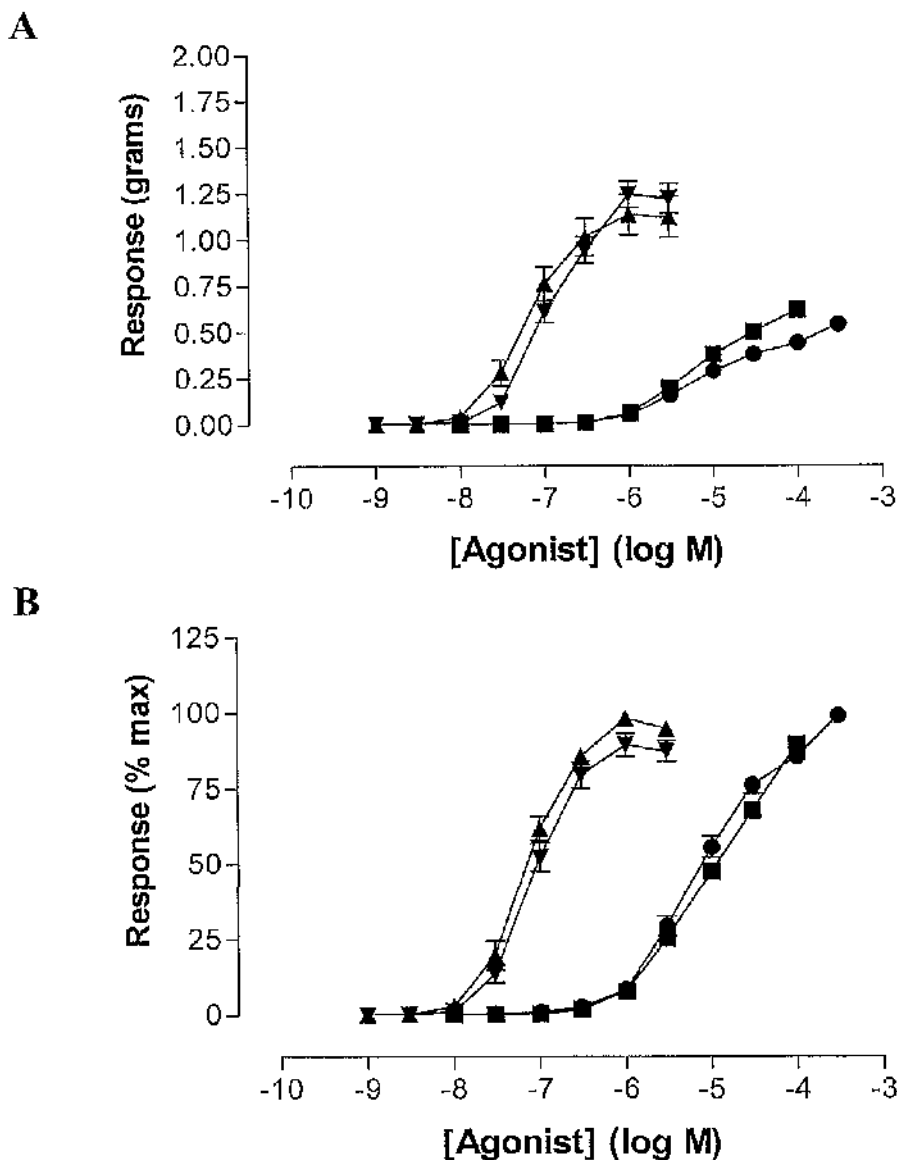 A
2.00
1.75
1.50
1.25
1.00
0.75
0.50
0.25
0.00
Response (grams)
-10 -9 -8 -7 -6 -5 -4 -3
[Agonist] (log M)
B
125
100
75
50
25
0
Response (% max)
-10 -9 -8 -7 -6 -5 -4 -3
[Agonist] (log M)